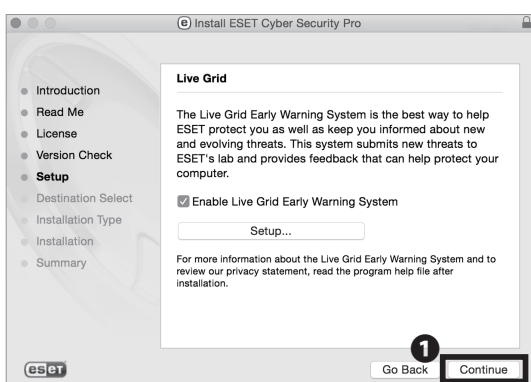 e Install ESET Cyber Security Pro
Introduction
Read Me
License
Version Check
Setup
Destination Select
Installation Type
Installation
Summary
Live Grid
The Live Grid Early Warning System is the best way to help
ESET protect you as well as keep you informed about new
and evolving threats. This system submits new threats to
ESET's lab and provides feedback that can help protect your
computer.
Enable Live Grid Early Warning System
Setup...
For more information about the Live Grid Early Warning System and to
review our privacy statement, read the program help file after
installation.
1
eseT
Go Back
Continue